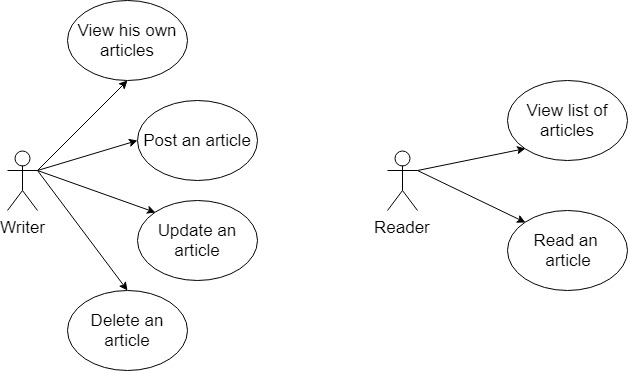 View his own
articles
Post an article
Writer
Update an
article
Delete an
article
View list of
articles
Reader
Read an
article